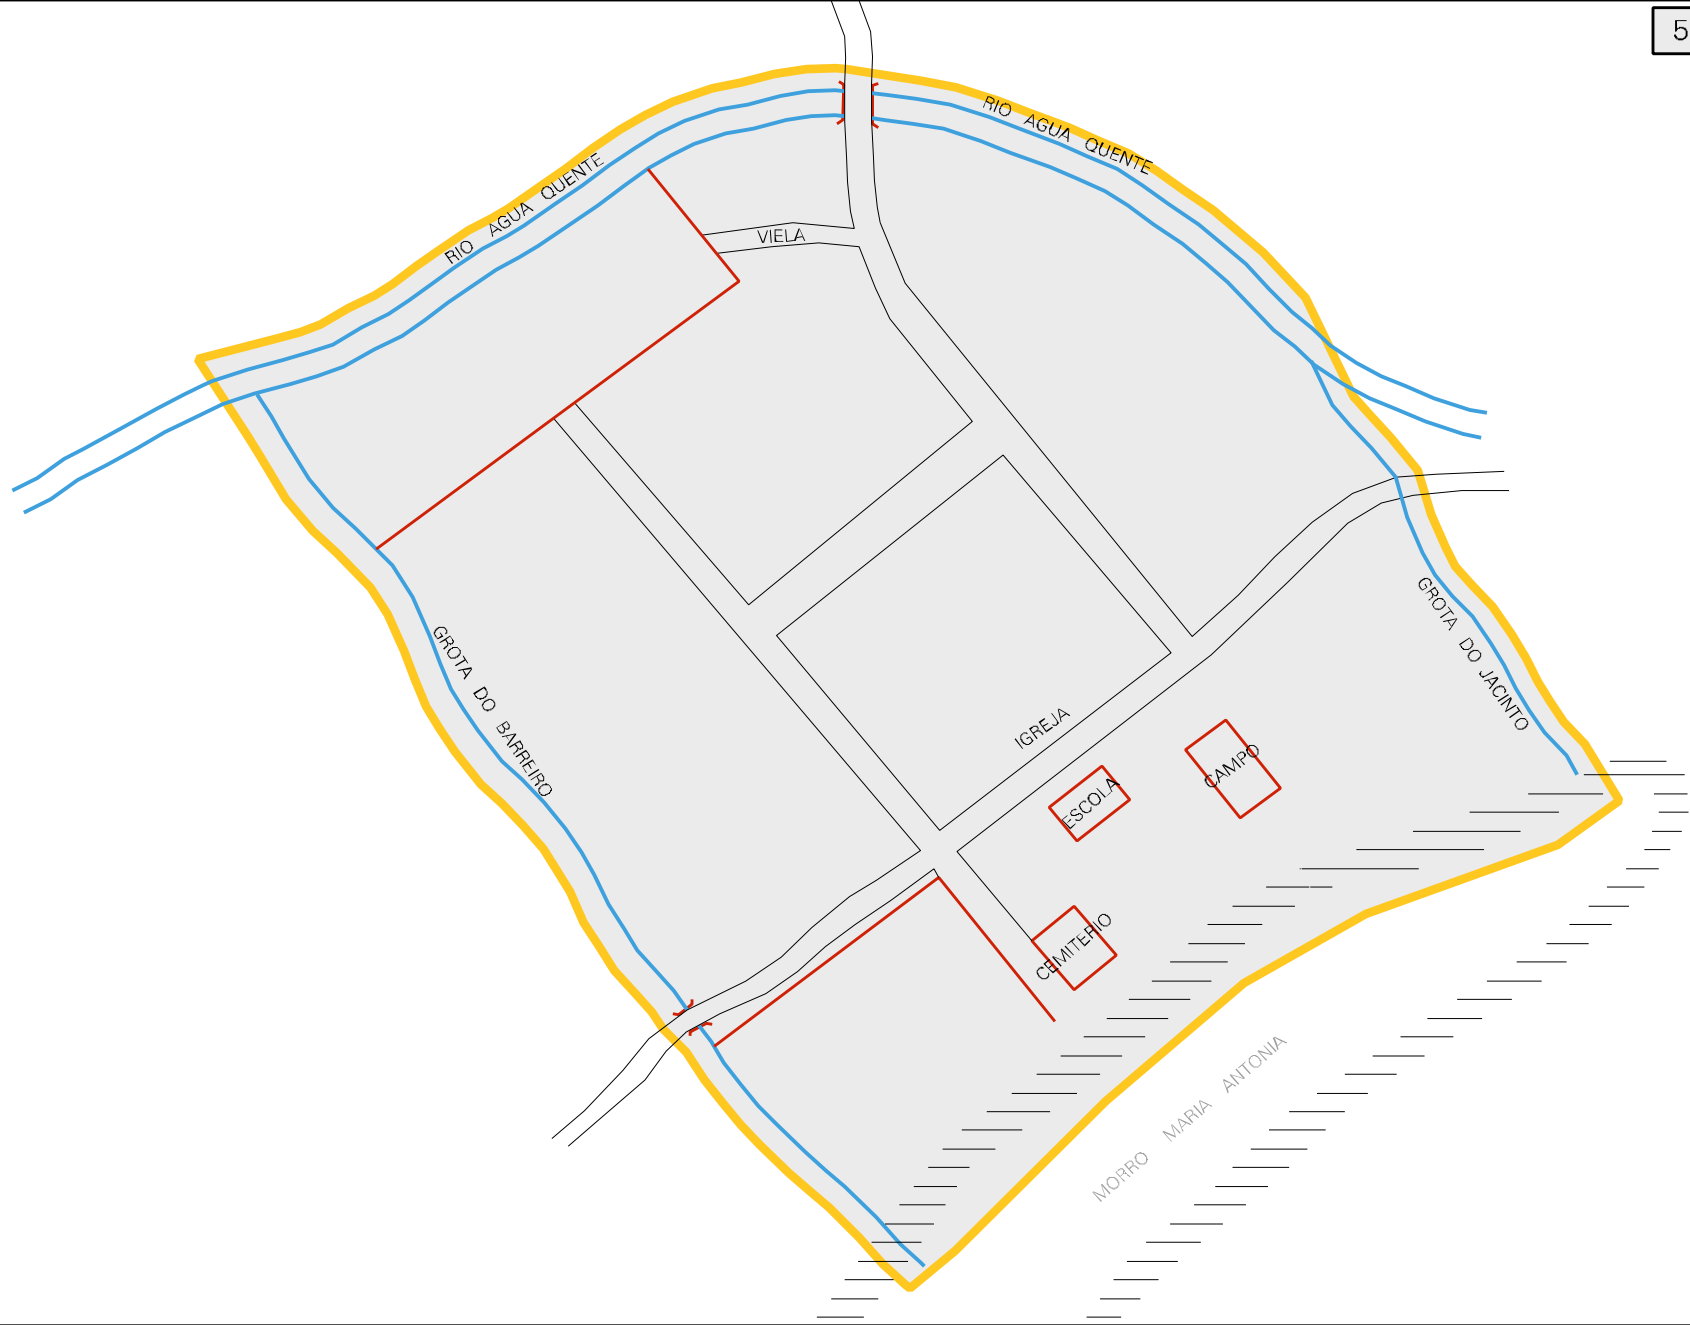 5
RIO AGUA QUENTE
RIO AGUA QUENTE
VIELA
GROTA DO BARREIRO
GROTA DO JACINTO
IGREJA
ESCOLA
CAMPO
CEMITERIO
MORRO MARIA ANTONIA